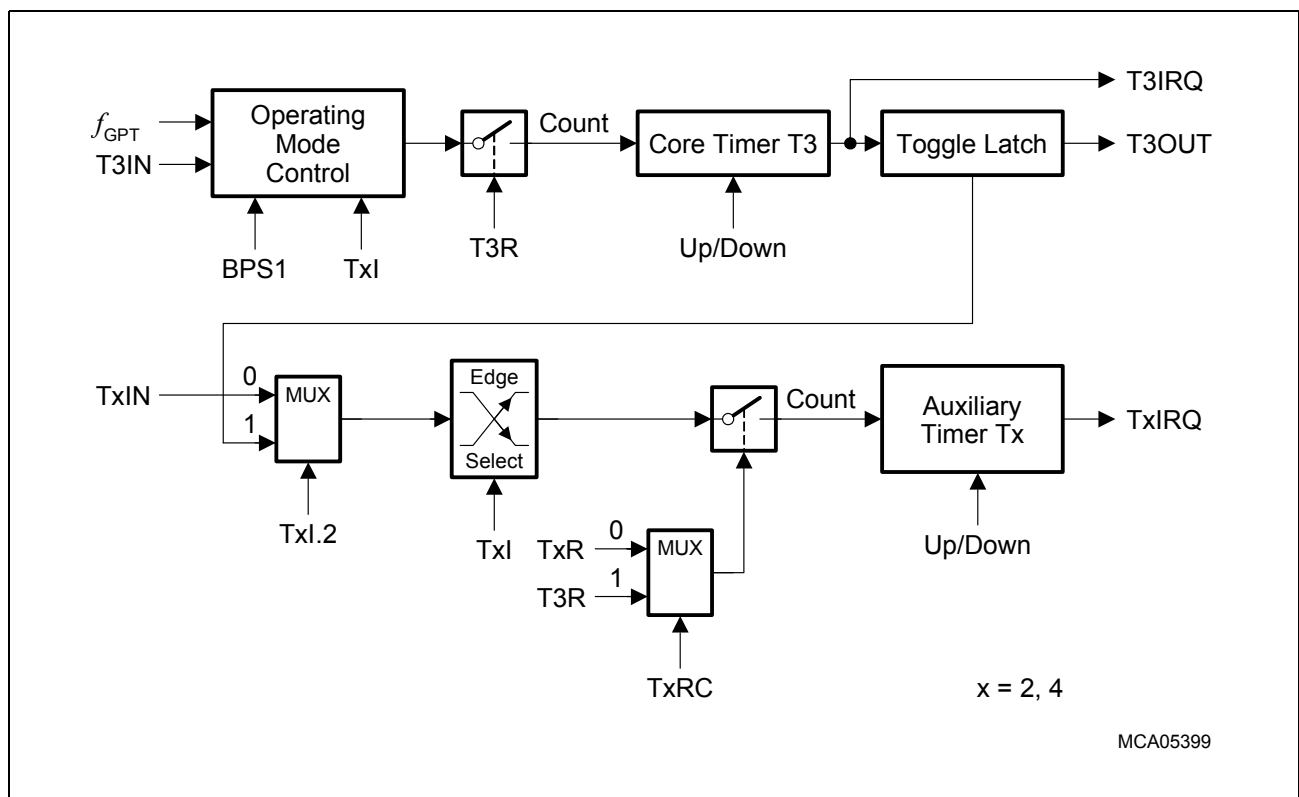 T3IRQ
f GPT
T3IN
Operating
Mode
Control
Count
Core Timer T3
Toggle Latch
T3OUT
BPS1
TxI
T3R
Up/Down
TxIN
0
1
MUX
Edge
Select
Count
Auxiliary
Timer Tx
TxIRQ
TxI.2
TxI
TxR
T3R
0
1
MUX
Up/Down
TxRC
x = 2, 4
MCA05399